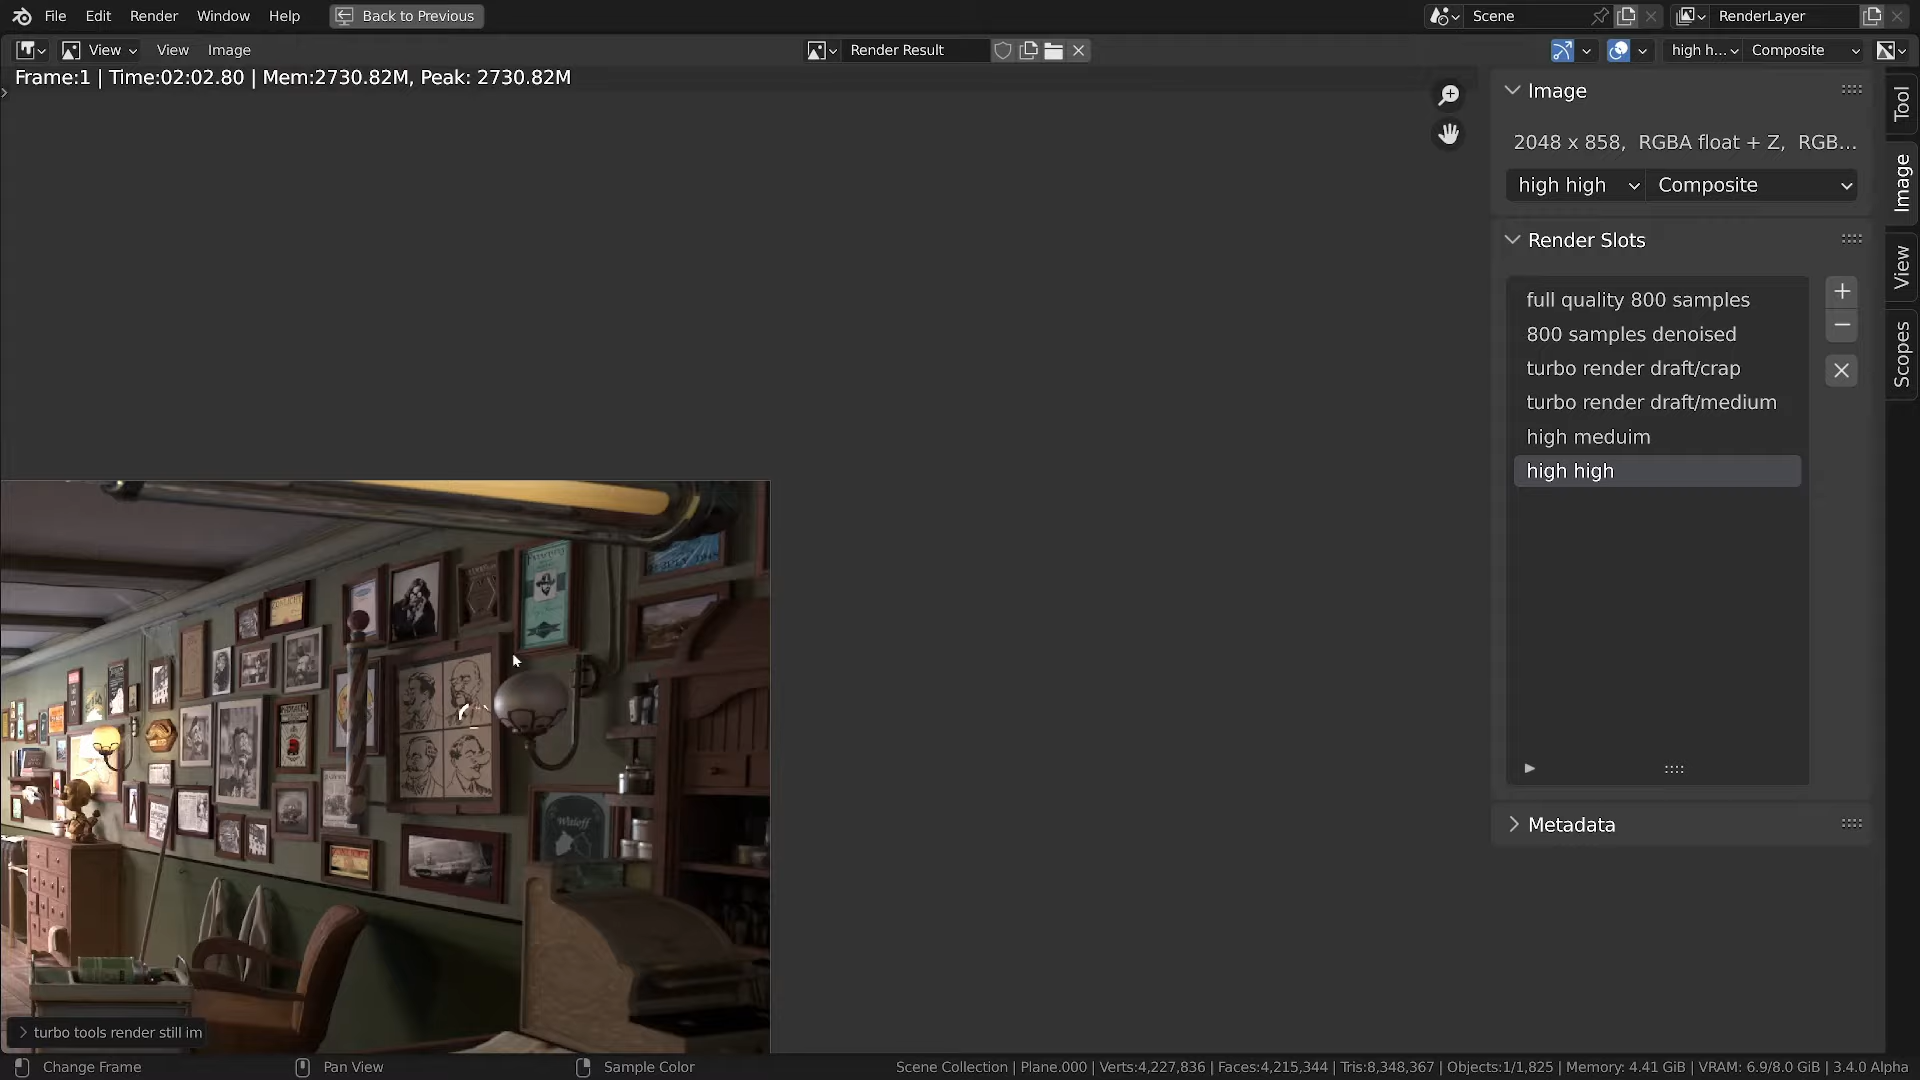 File Edit Render Window Help Back to Previous Scene RenderLayer
View View Image Render Result high h... Composite
Frame:1 | Time:02:02.80 | Mem:2730.82M, Peak: 2730.82M
Image
2048 x 858, RGBA float + Z, RGB...
high high Composite
Render Slots
full quality 800 samples
800 samples denoised
turbo render draft/crap
turbo render draft/medium
high meduim
high high
Metadata
Tool
Image
View
Scopes
turbo tools render still im
Change Frame Pan View Sample Color Scene Collection | Plane.000 | Verts:4,227,836 | Faces:4,215,344 | Tris:8,348,367 | Objects:1/1,825 | Memory: 4.41 GiB | VRAM: 6.9/8.0 GiB | 3.4.0 Alpha